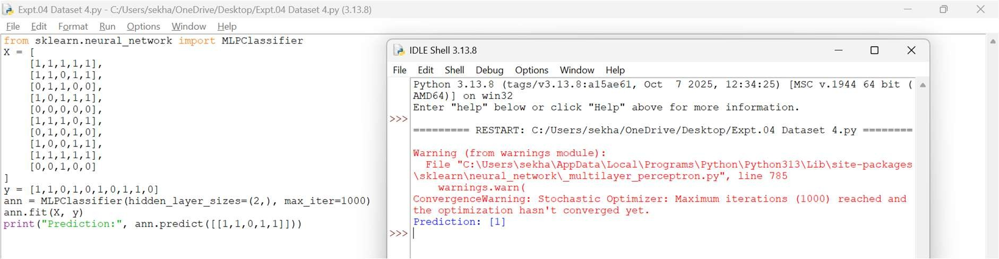 Expt.04 Dataset 4.py - C:/Users/sekha/OneDrive/Desktop/Expt.04 Dataset 4.py (3.13.8)
File Edit Format Run Options Window Help
from sklearn.neural_network import MLPClassifier
X = [
    [1,1,1,1,1],
    [1,1,0,1,1],
    [0,1,1,0,0],
    [1,0,1,1,1],
    [0,0,0,0,0],
    [1,1,1,0,1],
    [0,1,0,1,0],
    [1,0,0,1,1],
    [1,1,1,1,1],
    [0,0,1,0,0]
]
y = [1,1,0,1,0,1,0,1,1,0]
ann = MLPClassifier(hidden_layer_sizes=(2,), max_iter=1000)
ann.fit(X, y)
print("Prediction:", ann.predict([[1,1,0,1,1]]))
IDLE Shell 3.13.8
File Edit Shell Debug Options Window Help
Python 3.13.8 (tags/v3.13.8:a15ae61, Oct  7 2025, 12:34:25) [MSC v.1944 64 bit (
AMD64)] on win32
Enter "help" below or click "Help" above for more information.
>>>
========= RESTART: C:/Users/sekha/OneDrive/Desktop/Expt.04 Dataset 4.py ========
Warning (from warnings module):
  File "C:\Users\sekha\AppData\Local\Programs\Python\Python313\Lib\site-packages
\sklearn\neural_network\_multilayer_perceptron.py", line 785
    warnings.warn(
ConvergenceWarning: Stochastic Optimizer: Maximum iterations (1000) reached and
the optimization hasn't converged yet.
Prediction: [1]
>>>